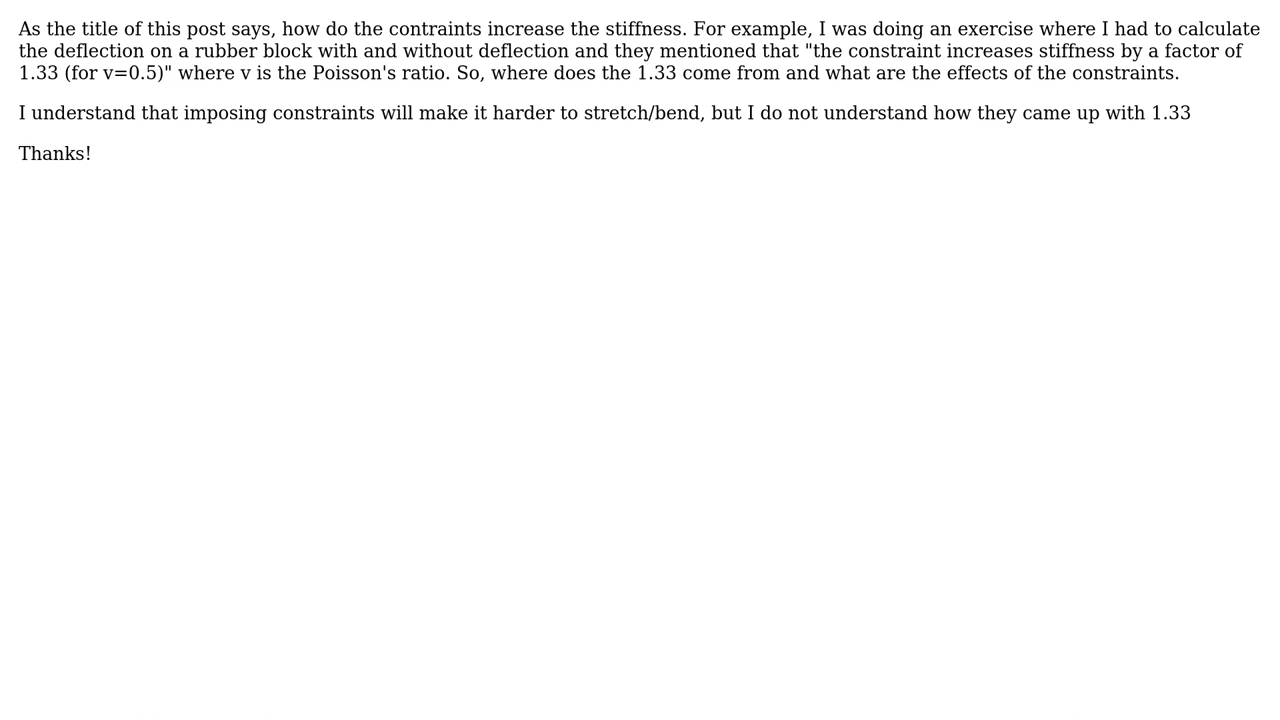 As the title of this post says, how do the contraints increase the stiffness. For example, I was doing an exercise where I had to calculate
the deflection on a rubber block with and without deflection and they mentioned that "the constraint increases stiffness by a factor of
1.33 (for v=0.5)" where v is the Poisson's ratio. So, where does the 1.33 come from and what are the effects of the constraints.
I understand that imposing constraints will make it harder to stretch/bend, but I do not understand how they came up with 1.33
Thanks!